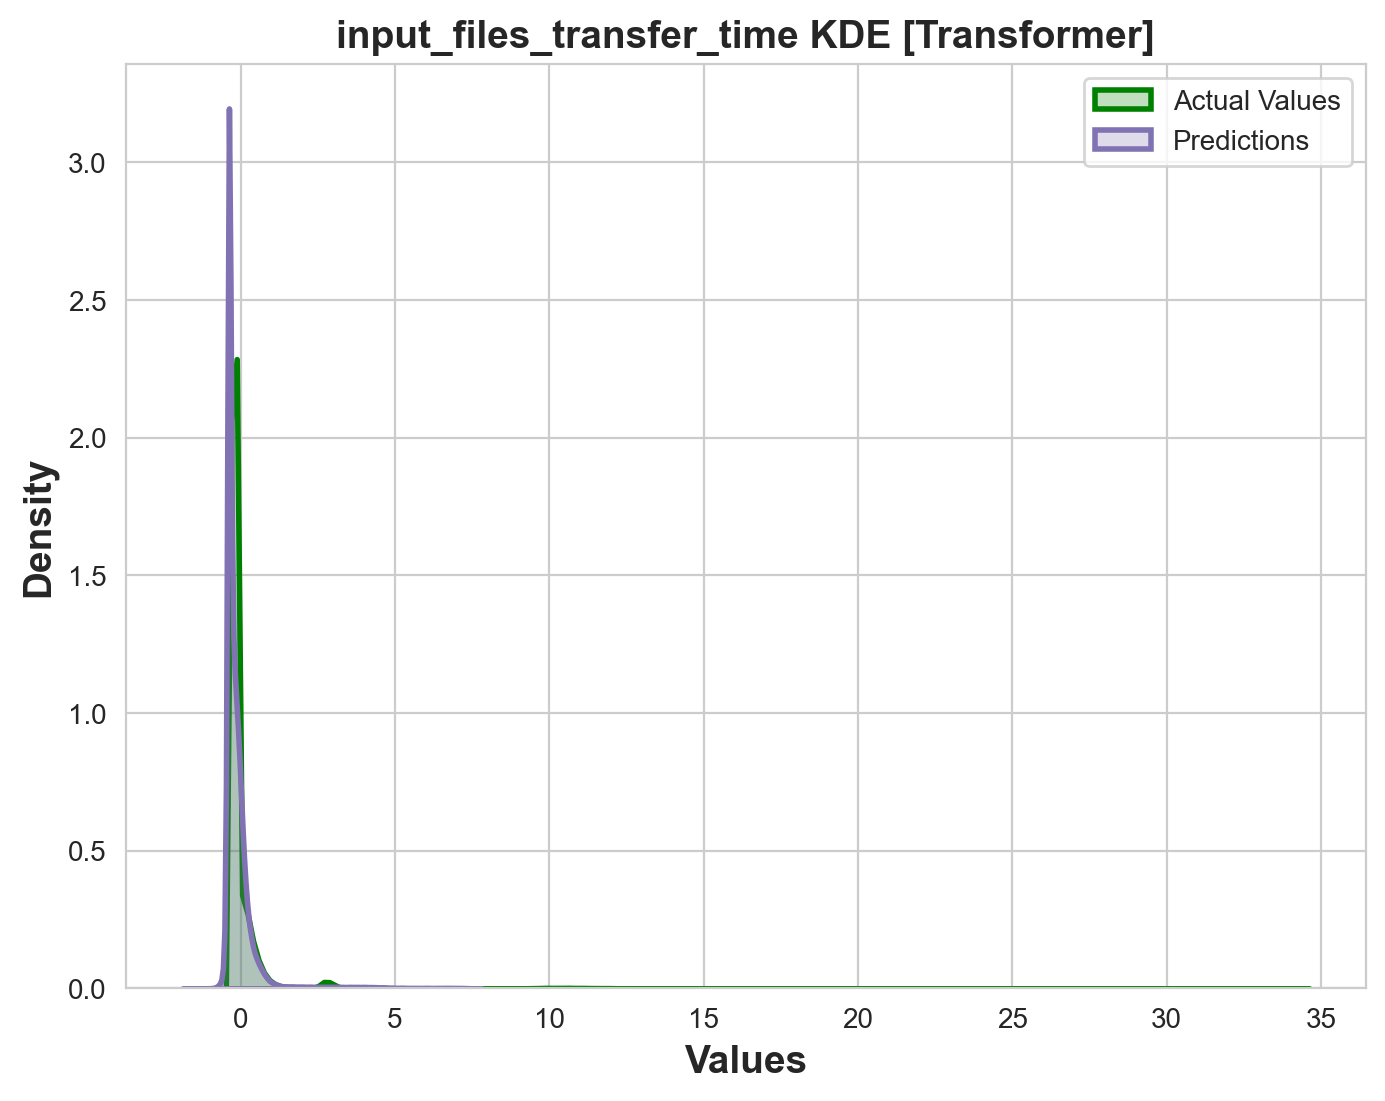 input_files_transfer_time KDE [Transformer]
Actual Values
Predictions
3.0
2.5
2.0
1.5
1.0
0.5
0.0
Density
0 5 10 15 20 25 30 35
Values